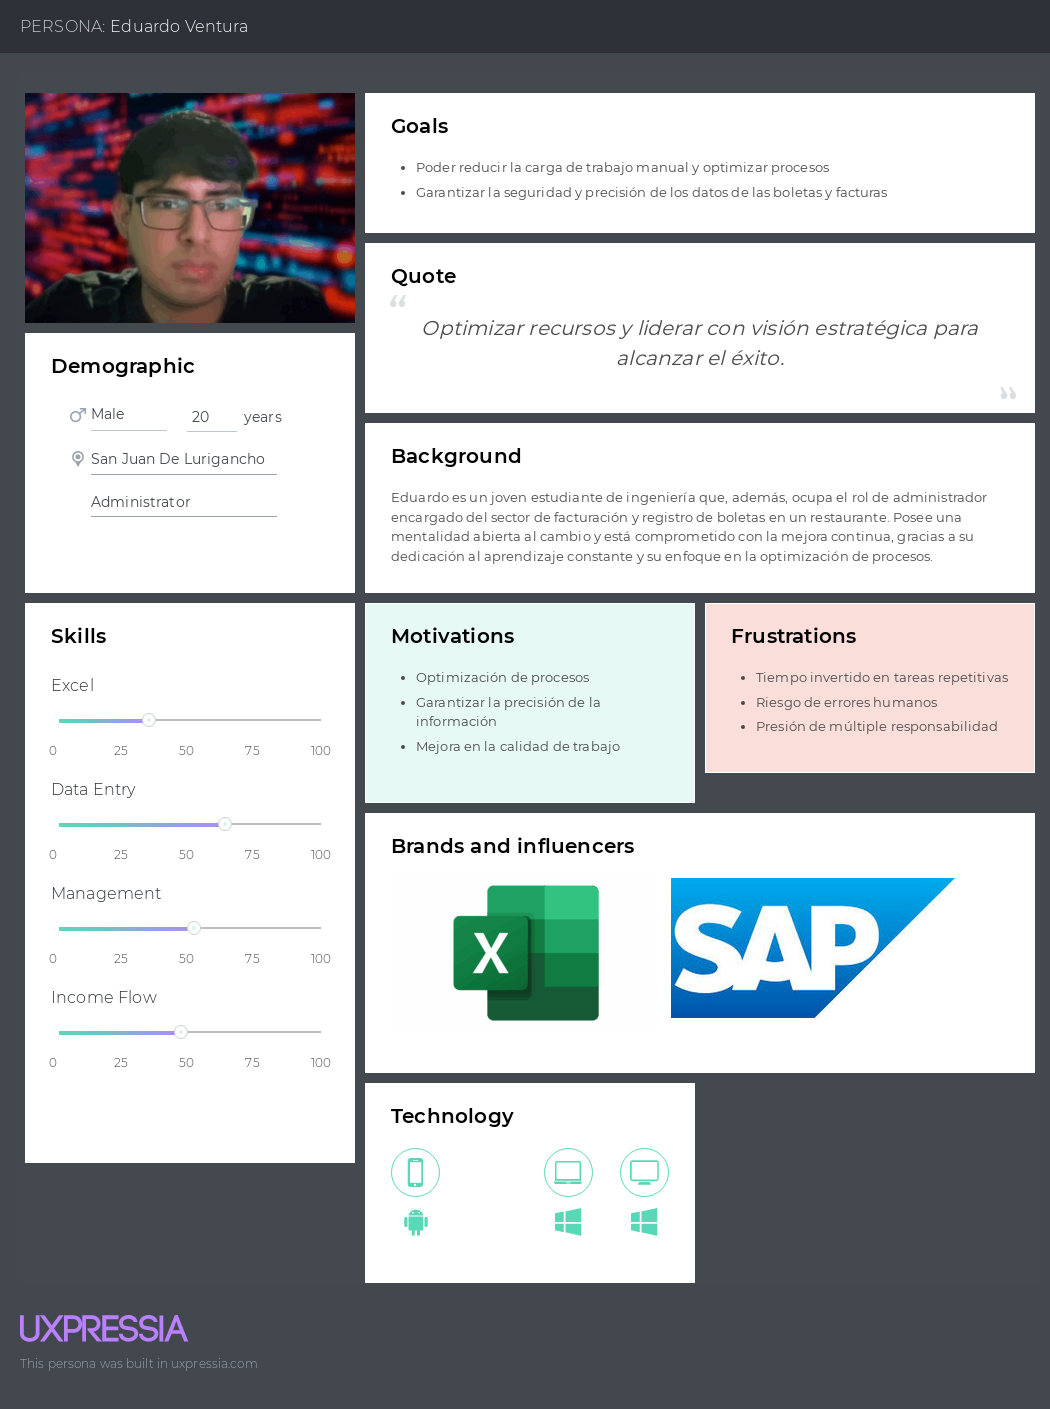 PERSONA: Eduardo Ventura
Goals
Poder reducir la carga de trabajo manual y optimizar procesos
Garantizar la seguridad y precisión de los datos de las boletas y facturas
Quote
“
Optimizar recursos y liderar con visión estratégica para
alcanzar el éxito.
”
Demographic
Male 20 years
San Juan De Lurigancho
Administrator
Background
Eduardo es un joven estudiante de ingeniería que, además, ocupa el rol de administrador
encargado del sector de facturación y registro de boletas en un restaurante. Posee una
mentalidad abierta al cambio y está comprometido con la mejora continua, gracias a su
dedicación al aprendizaje constante y su enfoque en la optimización de procesos.
Skills
Excel
0 25 50 75 100
Data Entry
0 25 50 75 100
Management
0 25 50 75 100
Income Flow
0 25 50 75 100
Motivations
Optimización de procesos
Garantizar la precisión de la
información
Mejora en la calidad de trabajo
Frustrations
Tiempo invertido en tareas repetitivas
Riesgo de errores humanos
Presión de múltiple responsabilidad
Brands and influencers
X
SAP
Technology
UXPRESSIA
This persona was built in uxpressia.com